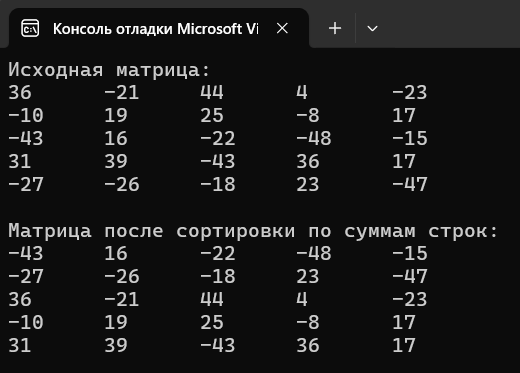 Консоль отладки Microsoft Vi
Исходная матрица:
36 -21 44 4 -23
-10 19 25 -8 17
-43 16 -22 -48 -15
31 39 -43 36 17
-27 -26 -18 23 -47
Матрица после сортировки по суммам строк:
-43 16 -22 -48 -15
-27 -26 -18 23 -47
36 -21 44 4 -23
-10 19 25 -8 17
31 39 -43 36 17